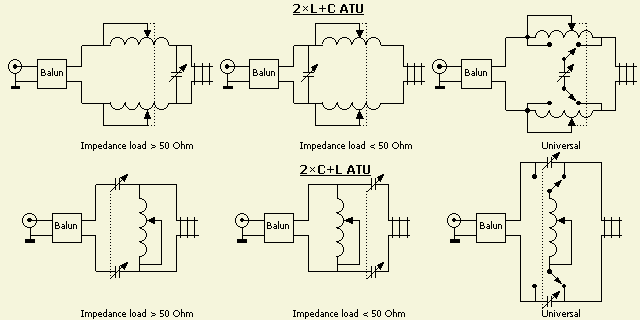 2×L+C ATU
Balun
Balun
Balun
Impedance load > 50 Ohm
Impedance load < 50 Ohm
Universal
2×C+L ATU
Balun
Balun
Balun
Impedance load > 50 Ohm
Impedance load < 50 Ohm
Universal